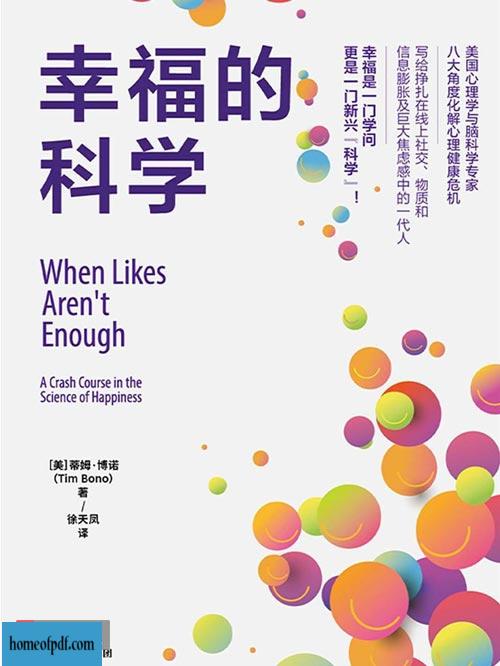 幸福的
科学
When Likes
Aren't
Enough
A Crash Course in the
Science of Happiness
美国心理学与脑科学专家
八大角度化解心理健康危机
写给挣扎在线上社交、物质和
信息膨胀及巨大焦虑感中的一代人
幸福是一门学问
更是一门新兴『科学』！
[美]蒂姆·博诺
(Tim Bono)
著
/
徐天凤
译
homeofpdf.com
团